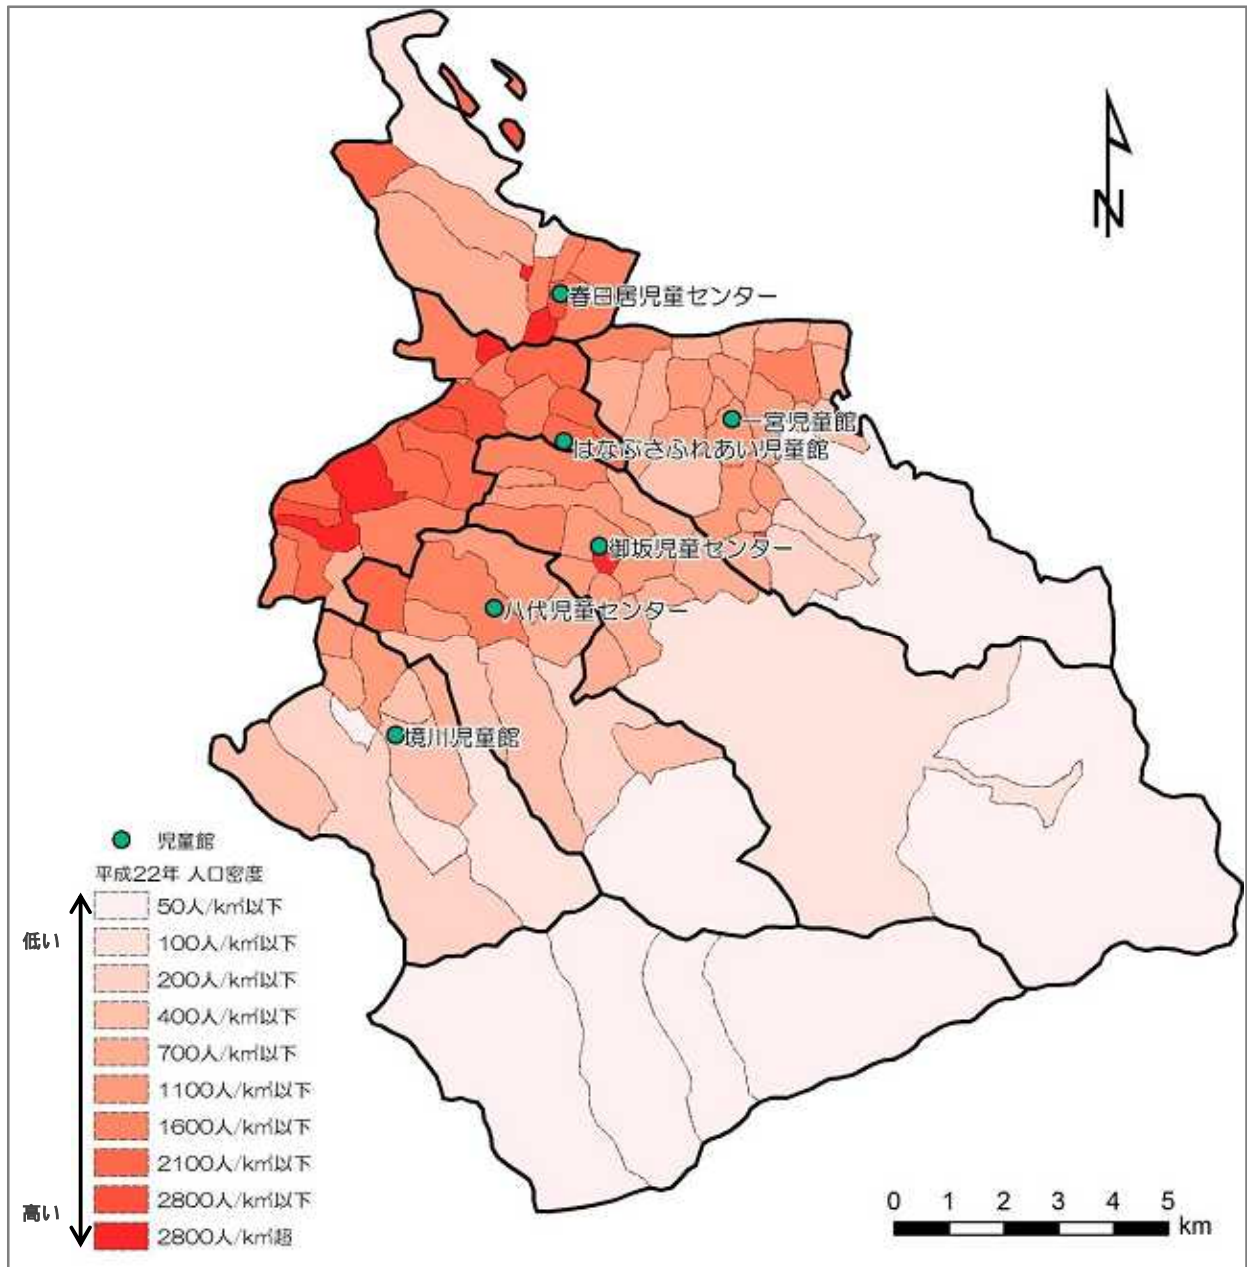 N
春日居児童センター
一宮児童館
はなぶさふれあい児童館
御坂児童センター
八代児童センター
境川児童館
児童館
平成22年 人口密度
50人/k㎡以下
低い
100人/k㎡以下
200人/k㎡以下
400人/k㎡以下
700人/k㎡以下
1100人/k㎡以下
1600人/k㎡以下
2100人/k㎡以下
2800人/k㎡以下
高い
2800人/k㎡超
0 1 2 3 4 5
km